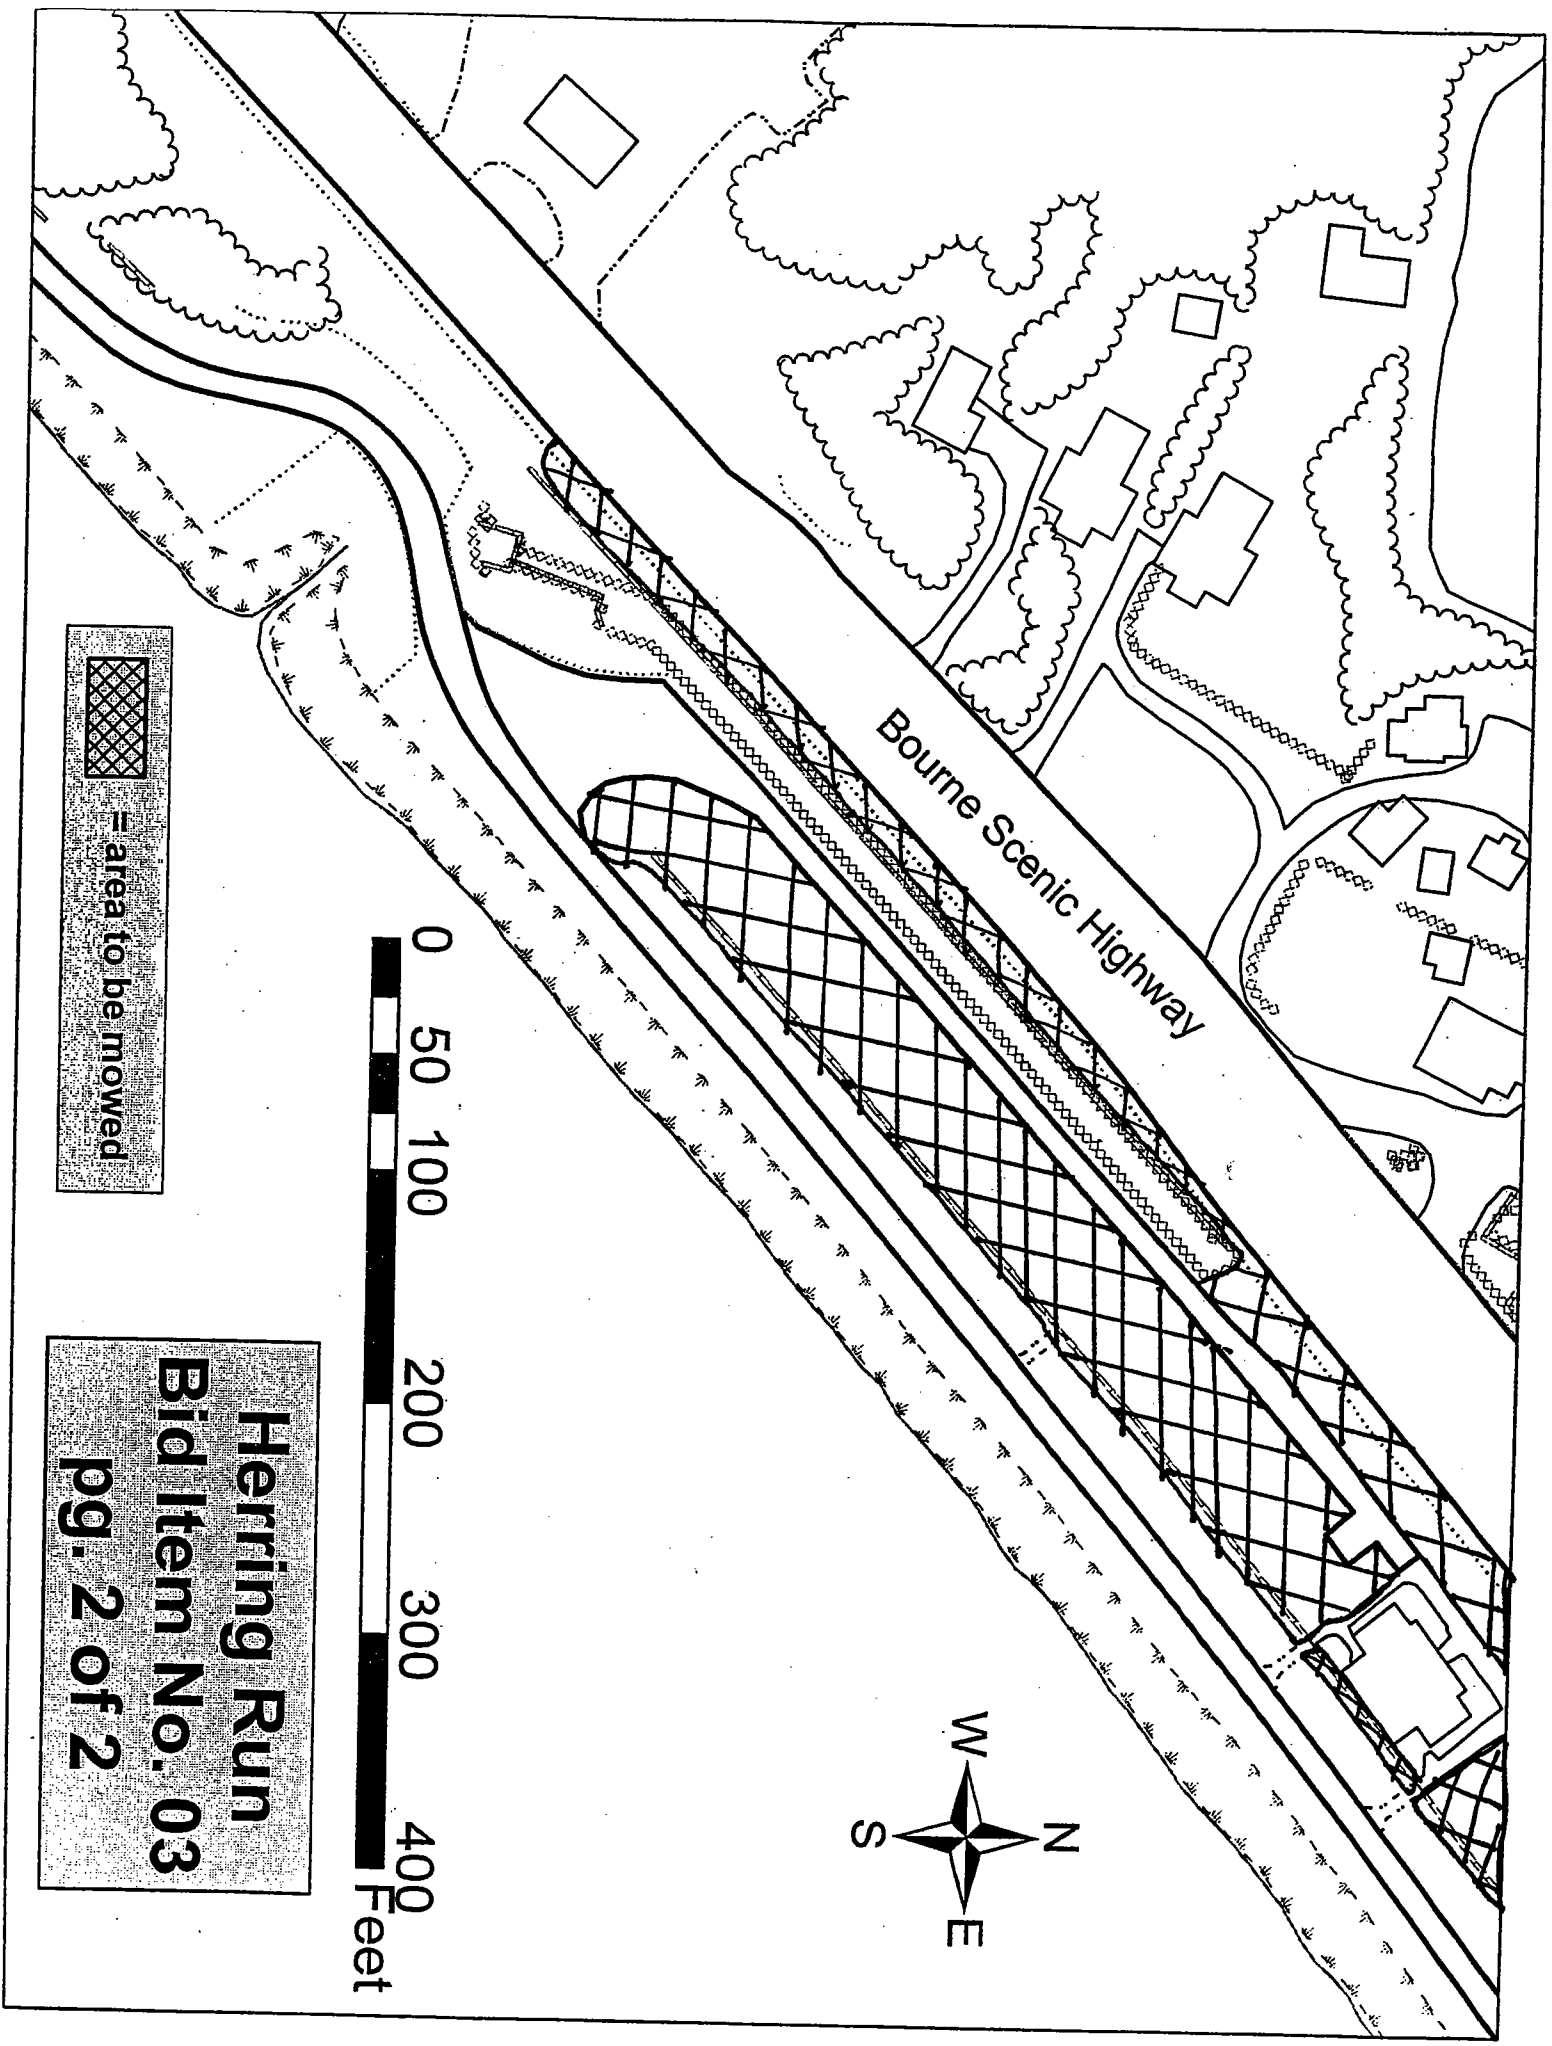 Bourne Scenic Highway
N
W
E
S
0 50 100 200 300 400
Feet
= area to be mowed
Herring Run
Bid Item No. 03
pg. 2 of 2